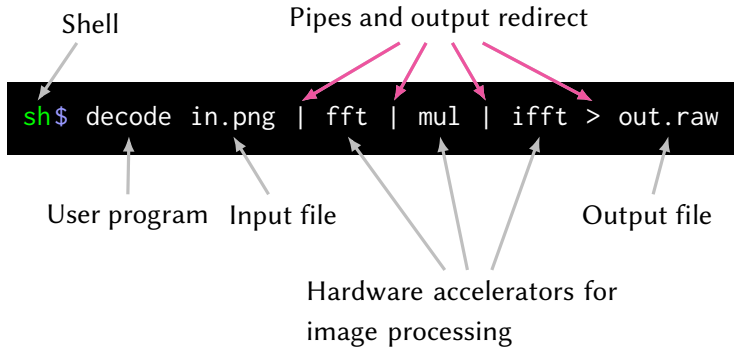 Shell
Pipes and output redirect
sh$ decode in.png | fft | mul | ifft > out.raw
User program
Input file
Output file
Hardware accelerators for
image processing